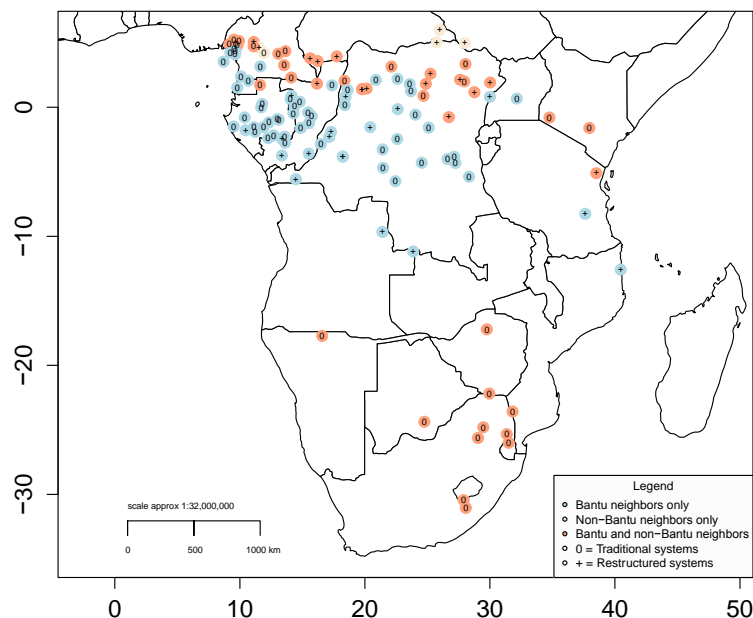 0
−10
−20
−30
scale approx 1:32,000,000
0 500 1000 km
Legend
Bantu neighbors only
Non−Bantu neighbors only
Bantu and non−Bantu neighbors
0 = Traditional systems
+ = Restructured systems
0 10 20 30 40 50